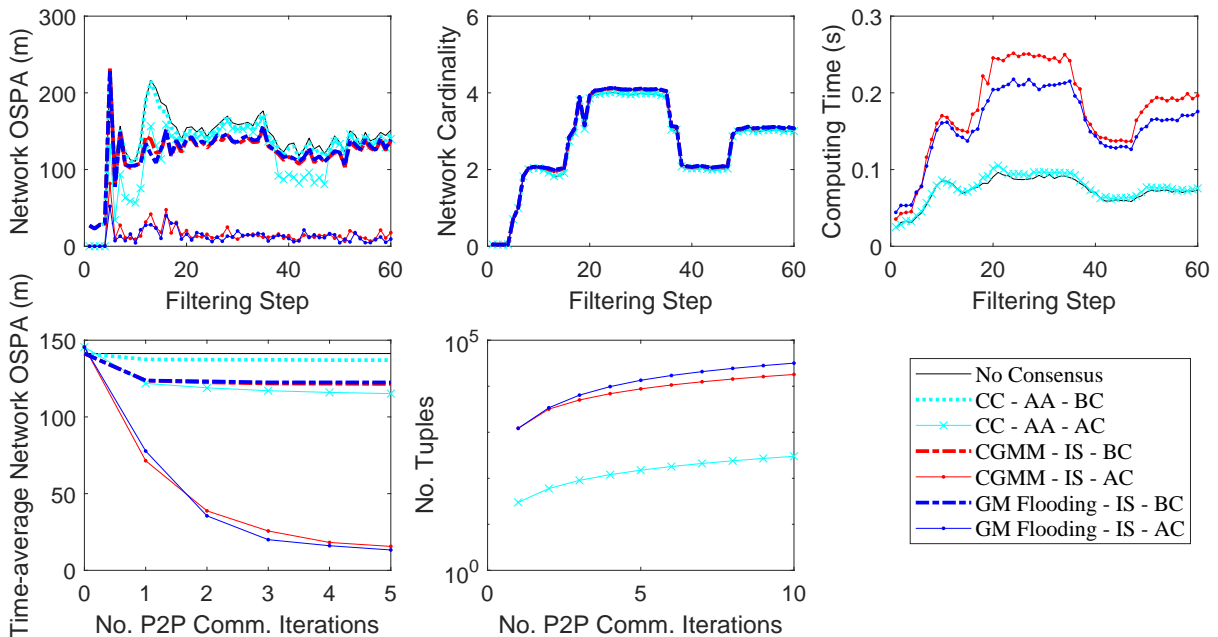 300
200
100
0
0
20
40
60
Network OSPA (m)
Filtering Step
6
4
2
0
0
20
40
60
Network Cardinality
Filtering Step
0.3
0.2
0.1
0
0
20
40
60
Computing Time (s)
Filtering Step
150
100
50
0
0
1
2
3
4
5
Time-average Network OSPA (m)
No. P2P Comm. Iterations
10^5
10^0
0
5
10
No. Tuples
No. P2P Comm. Iterations
No Consensus
CC - AA - BC
CC - AA - AC
CGMM - IS - BC
CGMM - IS - AC
GM Flooding - IS - BC
GM Flooding - IS - AC